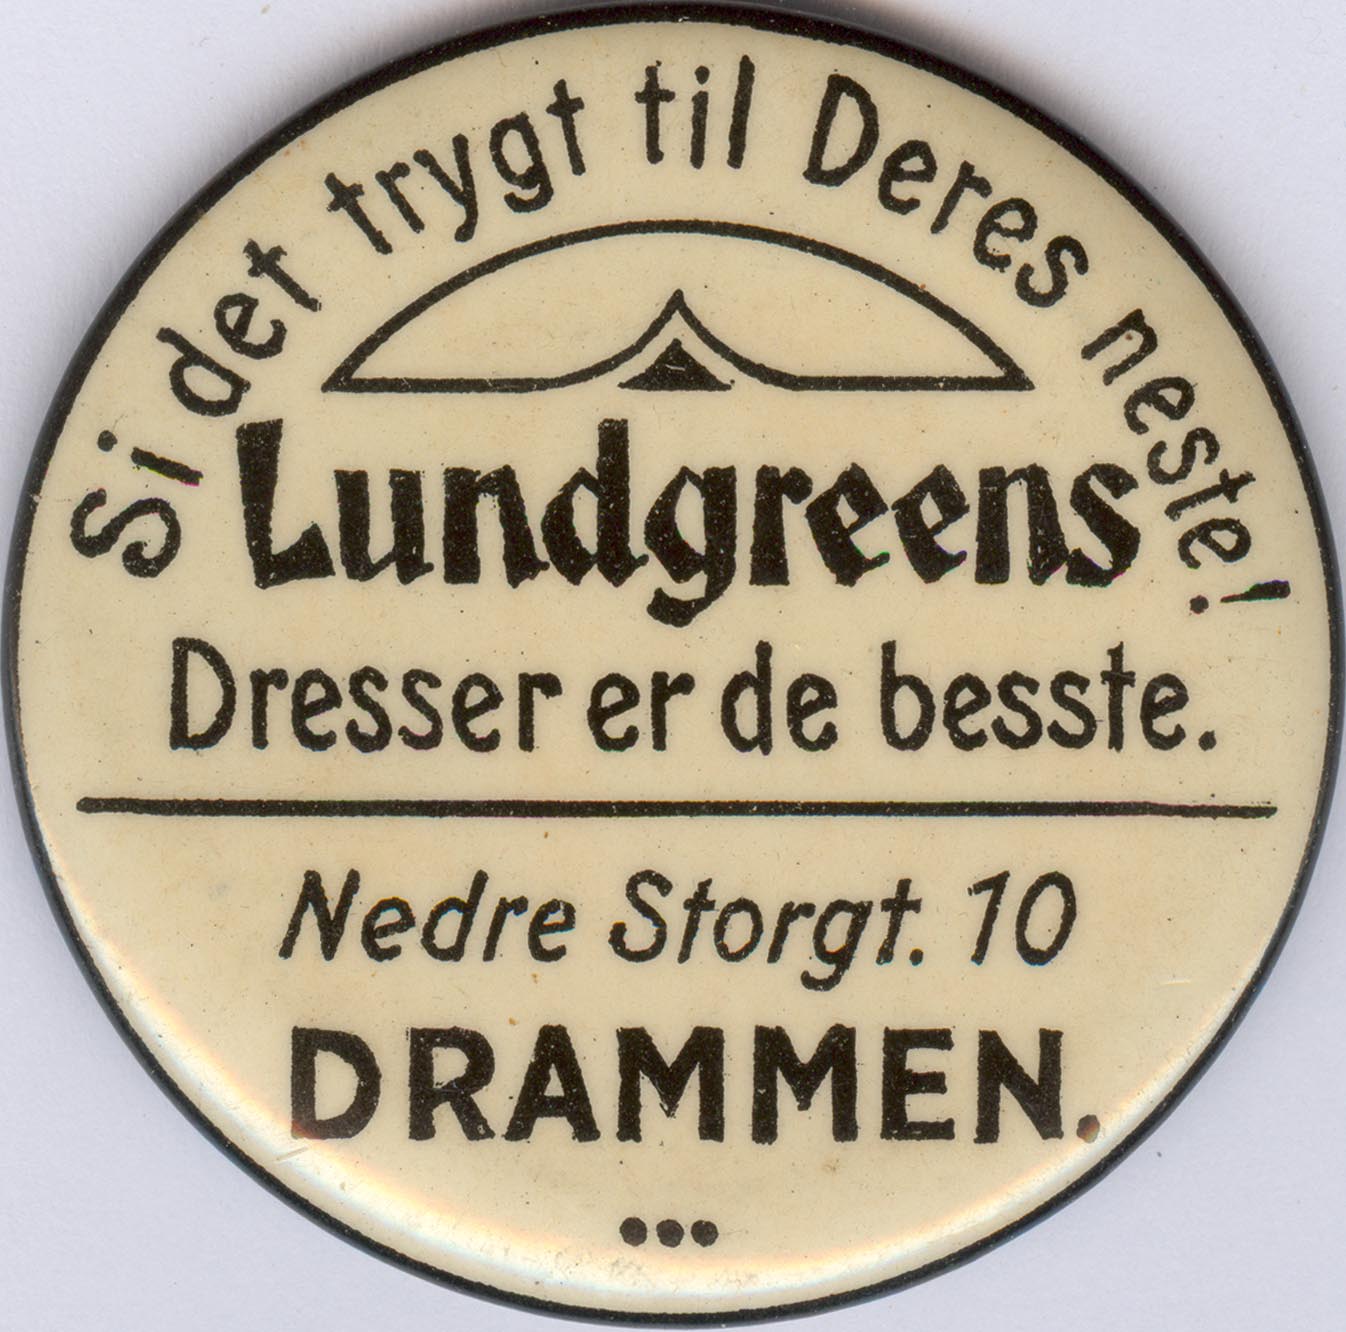 Si det trygt til Deres neste!
Lundgreens
Dresser er de besste.
Nedre Storgt. 10
DRAMMEN.